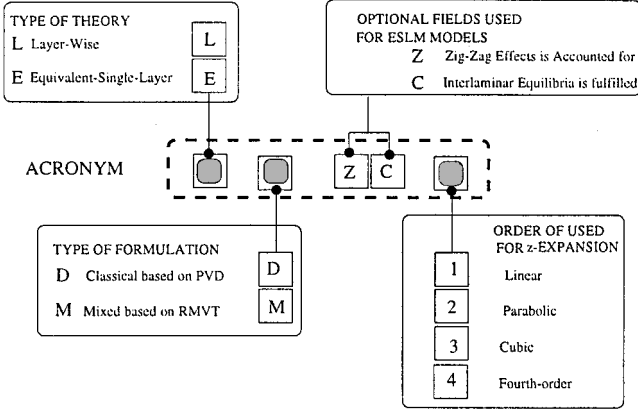 TYPE OF THEORY
L Layer-Wise L
E Equivalent-Single-Layer E
OPTIONAL FIELDS USED
FOR ESLM MODELS
Z Zig-Zag Effects is Accounted for
C Interlaminar Equilibria is fulfilled
ACRONYM Z C
TYPE OF FORMULATION
D Classical based on PVD D
M Mixed based on RMVT M
ORDER OF USED
FOR z-EXPANSION
1 Linear
2 Parabolic
3 Cubic
4 Fourth-order